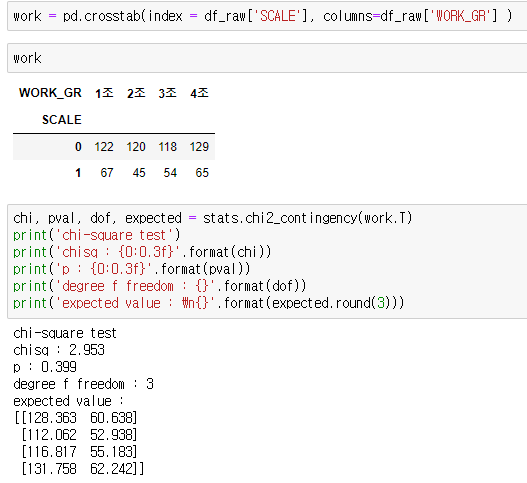 work = pd.crosstab(index = df_raw['SCALE'], columns=df_raw['WORK_GR'] )
work
WORK_GR 1조 2조 3조 4조
SCALE
0 122 120 118 129
1 67 45 54 65
chi, pval, dof, expected = stats.chi2_contingency(work.T)
print('chi-square test')
print('chisq : {0:0.3f}'.format(chi))
print('p : {0:0.3f}'.format(pval))
print('degree f freedom : {}'.format(dof))
print('expected value : ₩n{}'.format(expected.round(3)))
chi-square test
chisq : 2.953
p : 0.399
degree f freedom : 3
expected value :
[[128.363 60.638]
[112.062 52.938]
[116.817 55.183]
[131.758 62.242]]